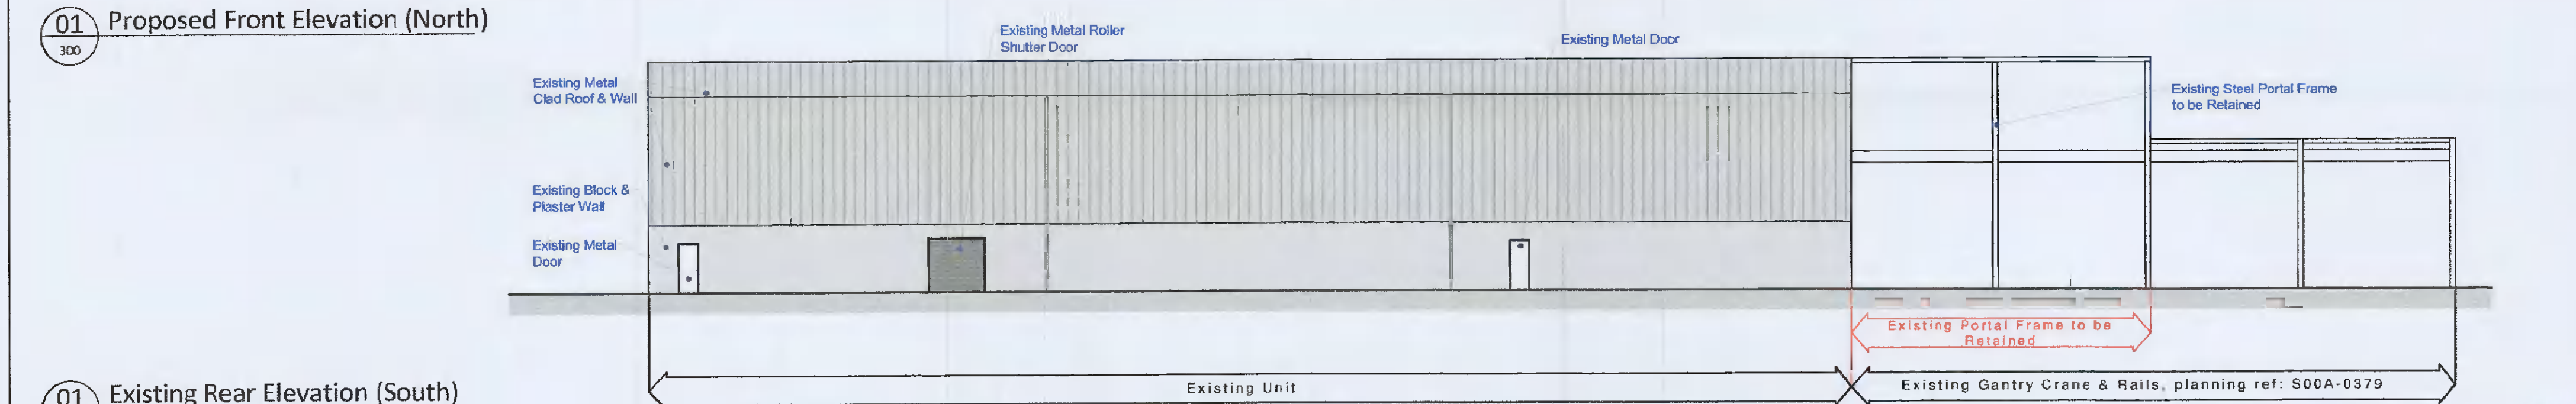 01
300
Proposed Front Elevation (North)
Existing Metal Roller
Shutter Door
Existing Metal Door
Existing Metal
Clad Roof & Wall
Existing Steel Portal Frame
to be Retained
Existing Block &
Plaster Wall
Existing Metal
Door
Existing Portal Frame to be
Retained
Existing Unit
Existing Gantry Crane & Rails, planning ref: S00A-0379
01
Existing Rear Elevation (South)